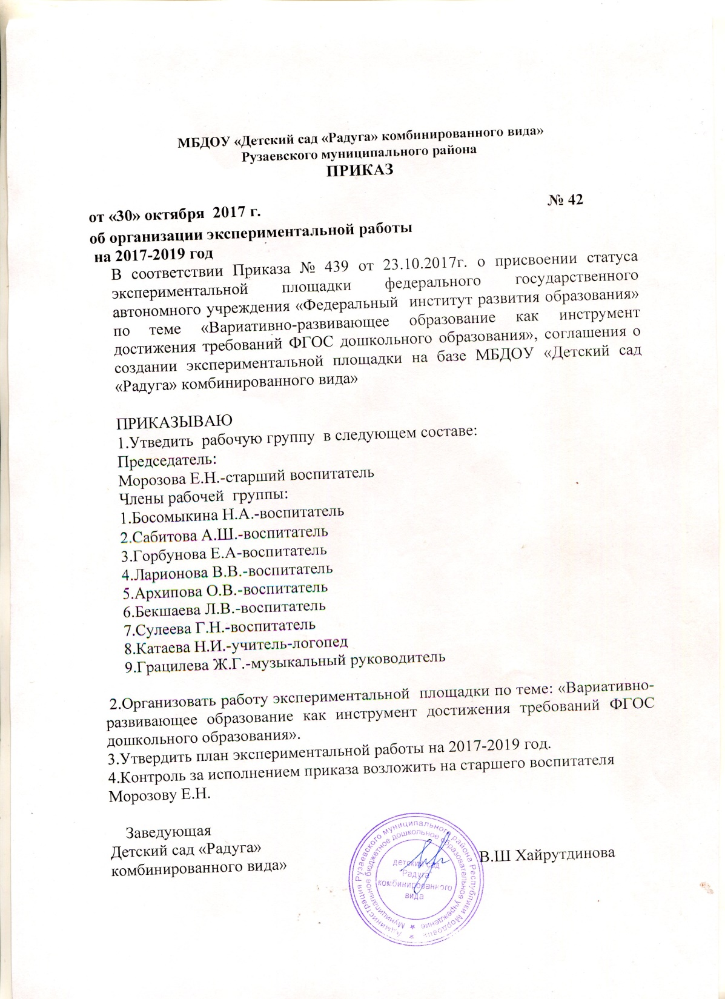 МБДОУ «Детский сад «Радуга» комбинированного вида»
Рузаевского муниципального района
ПРИКАЗ
№ 42
от «30» октября 2017 г.
об организации экспериментальной работы
на 2017-2019 год
В соответствии Приказа № 439 от 23.10.2017г. о присвоении статуса
экспериментальной площадки федерального государственного
автономного учреждения «Федеральный институт развития образования»
по теме «Вариативно-развивающее образование как инструмент
достижения требований ФГОС дошкольного образования», соглашения о
создании экспериментальной площадки на базе МБДОУ «Детский сад
«Радуга» комбинированного вида»
ПРИКАЗЫВАЮ
1.Утведить рабочую группу в следующем составе:
Председатель:
Морозова Е.Н.-старший воспитатель
Члены рабочей группы:
1.Босомыкина Н.А.-воспитатель
2.Сабитова А.Ш.-воспитатель
3.Горбунова Е.А-воспитатель
4.Ларионова В.В.-воспитатель
5.Архипова О.В.-воспитатель
6.Бекшаева Л.В.-воспитатель
7.Сулеева Г.Н.-воспитатель
8.Катаева Н.И.-учитель-логопед
9.Грацилева Ж.Г.-музыкальный руководитель
2.Организовать работу экспериментальной площадки по теме: «Вариативно-
развивающее образование как инструмент достижения требований ФГОС
дошкольного образования».
3.Утвердить план экспериментальной работы на 2017-2019 год.
4.Контроль за исполнением приказа возложить на старшего воспитателя
Морозову Е.Н.
Заведующая
Детский сад «Радуга»
комбинированного вида»
В.Ш Хайрутдинова
Администрация Рузаевского муниципального района Республики Мордовия
Муниципальное бюджетное дошкольное образовательное учреждение
детский сад
"Радуга"
комбинированного
вида